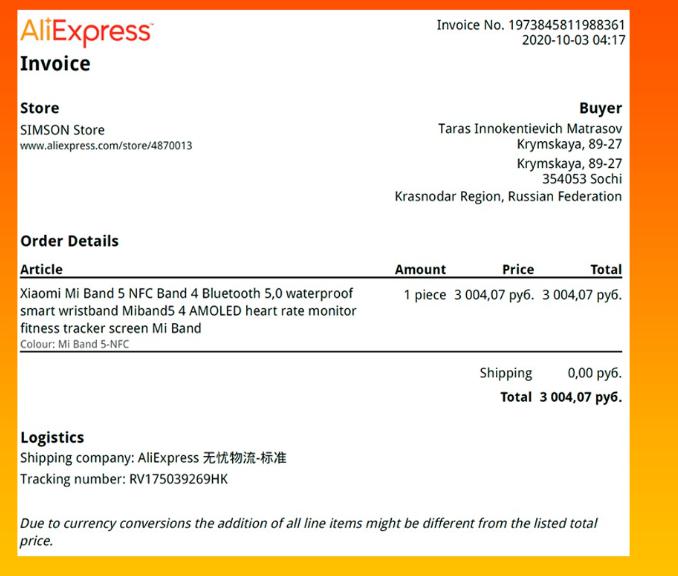 AliExpress
Invoice No. 1973845811988361
2020-10-03 04:17
Invoice
Store
SIMSON Store
www.aliexpress.com/store/4870013
Buyer
Taras Innokentievich Matrasov
Krymskaya, 89-27
Krymskaya, 89-27
354053 Sochi
Krasnodar Region, Russian Federation
Order Details
Article Amount Price Total
Xiaomi Mi Band 5 NFC Band 4 Bluetooth 5,0 waterproof 1 piece 3 004,07 руб. 3 004,07 руб.
smart wristband Miband5 4 AMOLED heart rate monitor
fitness tracker screen Mi Band
Colour: Mi Band 5-NFC
Shipping 0,00 руб.
Total 3 004,07 руб.
Logistics
Shipping company: AliExpress 无忧物流-标准
Tracking number: RV175039269HK
Due to currency conversions the addition of all line items might be different from the listed total
price.